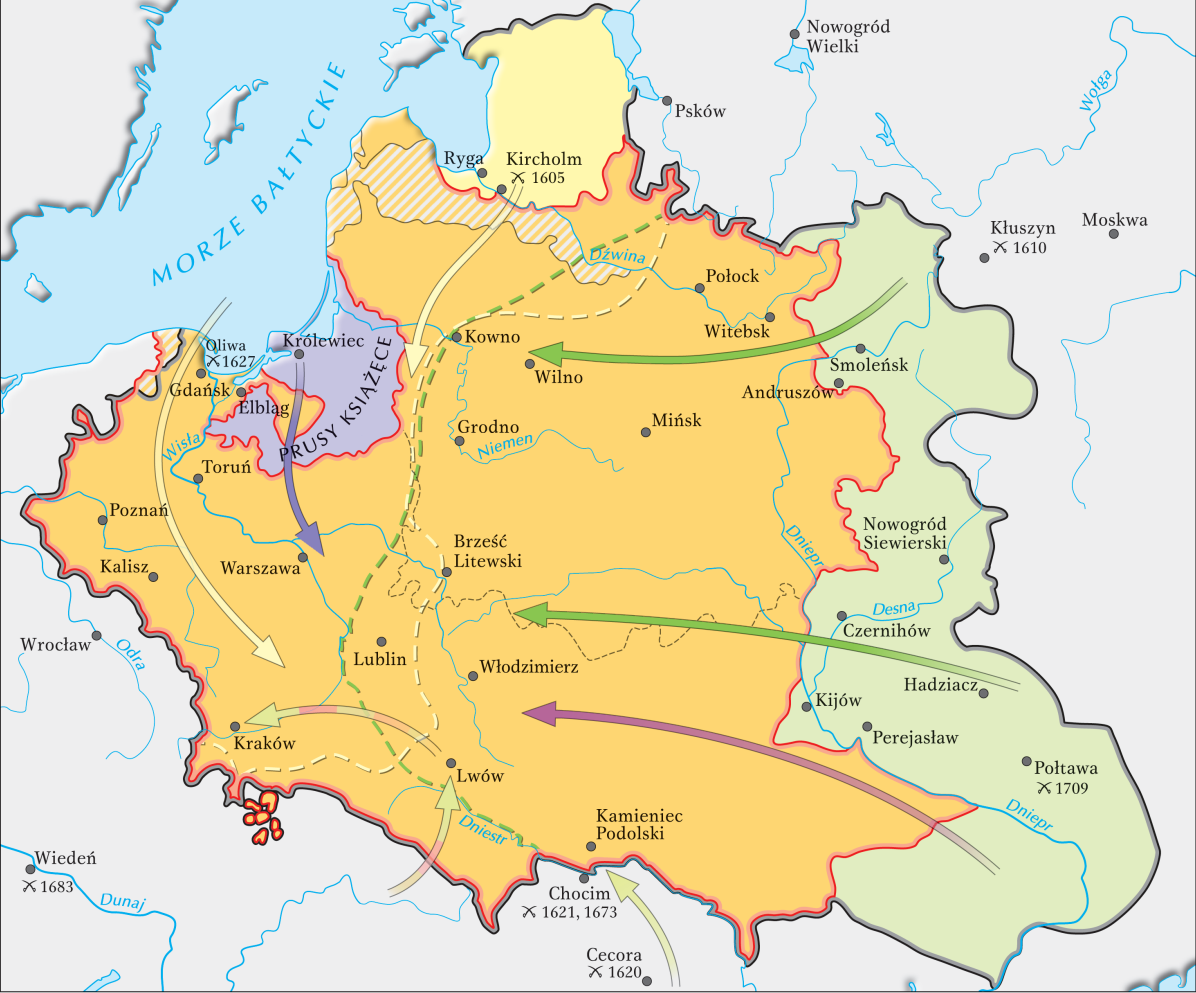 Nowogród
Wielki
Wołga
Psków
MORZE BAŁTYCKIE
Ryga
Kircholm
1605
Moskwa
Kłuszyn
1610
Dźwina
Połock
Witebsk
Oliwa
1627
Królewiec
Kowno
Smoleńsk
Gdańsk
Wilno
Andruszów
Elbląg
PRUSY KSIĄŻĘCE
Mińsk
Grodno
Niemen
Wisła
Toruń
Poznań
Nowogród
Siewierski
Dniepr
Brześć
Litewski
Kalisz
Warszawa
Desna
Czernihów
Wrocław
Odra
Lublin
Włodzimierz
Hadziacz
Kijów
Kraków
Perejasław
Lwów
Połtawa
1709
Kamieniec
Podolski
Dniestr
Dniepr
Wiedeń
1683
Dunaj
Chocim
1621, 1673
Cecora
1620